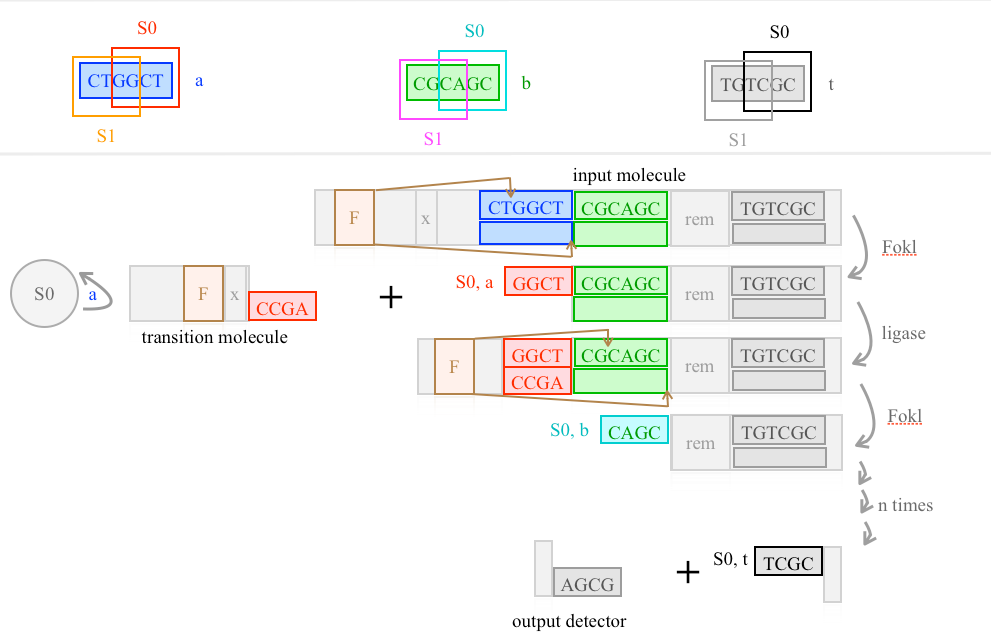 S0 S0 S0
CTGGCT a CGCAGC b TGTCGC t
S1 S1 S1
input molecule
F x CTGGCT CGCAGC rem TGTCGC
FokI
S0 a F x CCGA + S0, a GGCT CGCAGC rem TGTCGC
transition molecule
ligase
F GGCT CGCAGC rem TGTCGC
CCGA
FokI
S0, b CAGC rem TGTCGC
n times
AGCG + S0, t TCGC
output detector